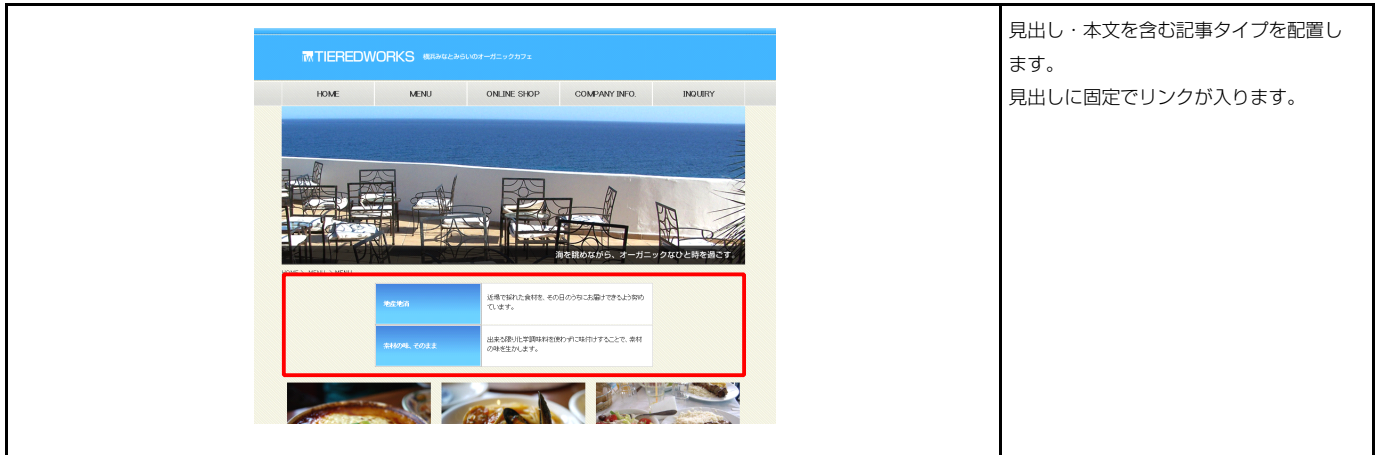 TIEREDWORKS 横浜みなとみらいのオーガニックカフェ
HOME MENU ONLINE SHOP COMPANY INFO. INQUIRY
海を眺めながら、オーガニックなひと時を過ごす。
HOME > MENU > MENU
地産地消
近場で採れた食材を、その日のうちにお届けできるよう努め
ています。
素材の味、そのまま
出来る限り化学調味料を使わずに味付けすることで、素材
の味を生かします。
見出し・本文を含む記事タイプを配置し
ます。
見出しに固定でリンクが入ります。